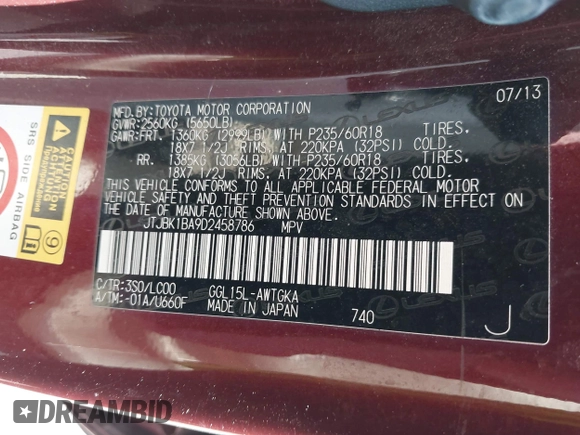 MFD. BY: TOYOTA MOTOR CORPORATION 07/13
GVWR: 2560KG (5650LB)
GAWR: FRT. 1360KG (2999LB) WITH P235/60R18 TIRES.
18X7 1/2J RIMS. AT 220KPA (32PSI) COLD.
RR. 1385KG (3056LB) WITH P235/60R18 TIRES.
18X7 1/2J RIMS. AT 220KPA (32PSI) COLD.
THIS VEHICLE CONFORMS TO ALL APPLICABLE FEDERAL MOTOR
VEHICLE SAFETY AND THEFT PREVENTION STANDARDS IN EFFECT ON
THE DATE OF MANUFACTURE SHOWN ABOVE.
JTJBK1BA9D2458786 MPV
C/TR: 3S0/LC00 GGL15L-AWTGKA
A/TM: -01A/U660F MADE IN JAPAN 740 J
SRS SIDE AIRBAG
CAUTION
9
LEXUS
DREAMBID